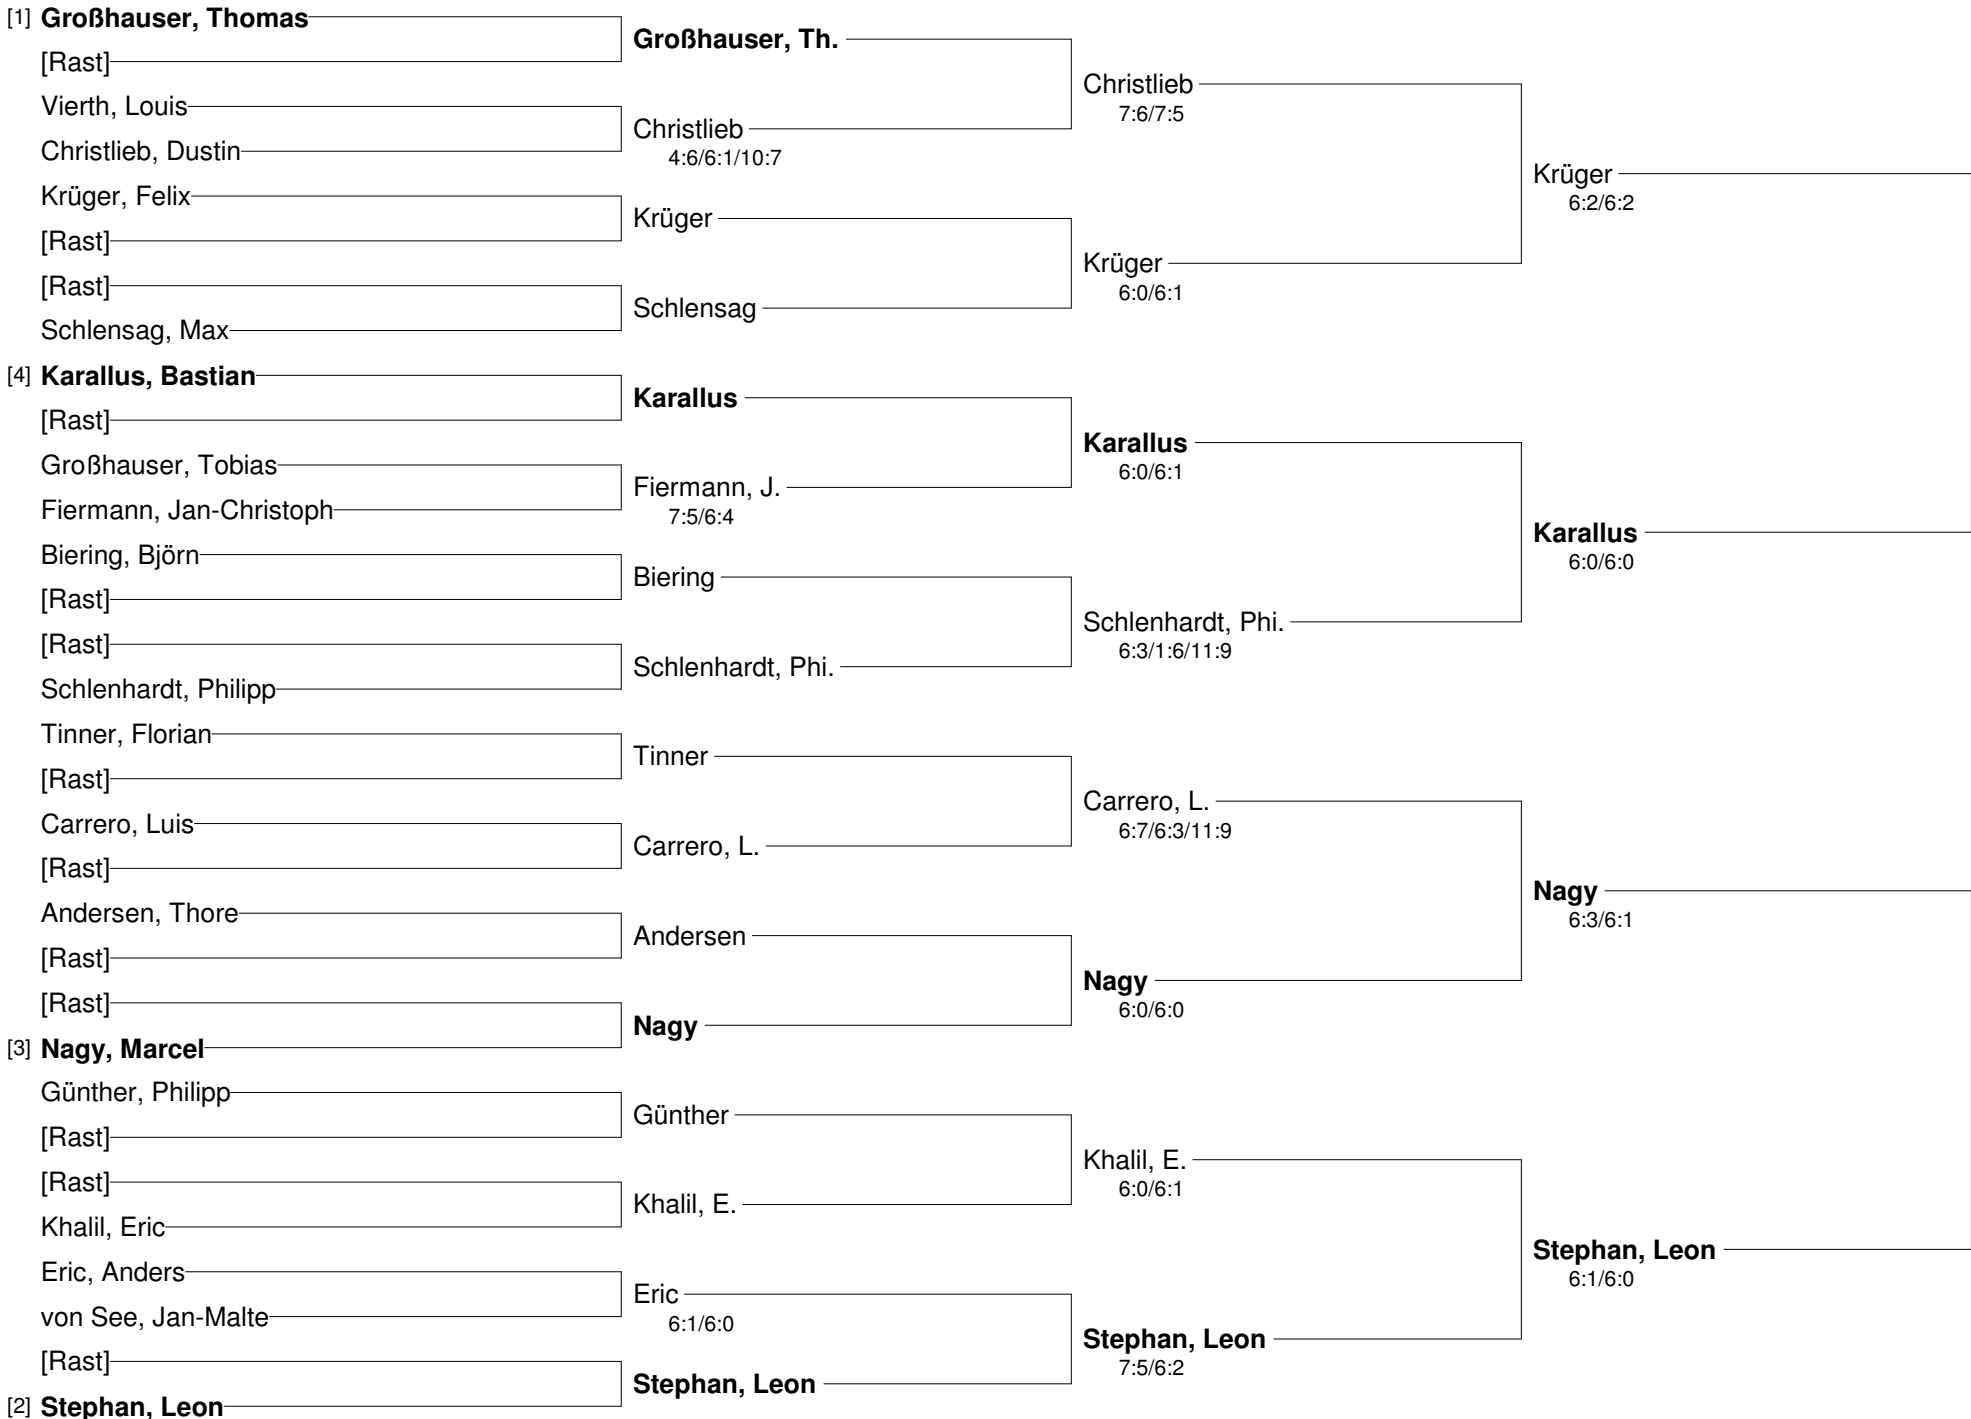 [1] Großhauser, Thomas
[Rast]
Vierth, Louis
Christlieb, Dustin
Krüger, Felix
[Rast]
[Rast]
Schlensag, Max
[4] Karallus, Bastian
[Rast]
Großhauser, Tobias
Fiermann, Jan-Christoph
Biering, Björn
[Rast]
[Rast]
Schlenhardt, Philipp
Tinner, Florian
[Rast]
Carrero, Luis
[Rast]
Andersen, Thore
[Rast]
[Rast]
[3] Nagy, Marcel
Günther, Philipp
[Rast]
[Rast]
Khalil, Eric
Eric, Anders
von See, Jan-Malte
[Rast]
[2] Stephan, Leon
Großhauser, Th.
Christlieb
4:6/6:1/10:7
Krüger
Schlensag
Karallus
Fiermann, J.
7:5/6:4
Biering
Schlenhardt, Phi.
Tinner
Carrero, L.
Andersen
Nagy
Günther
Khalil, E.
Eric
6:1/6:0
Stephan, Leon
Christlieb
7:6/7:5
Krüger
6:0/6:1
Karallus
6:0/6:1
Schlenhardt, Phi.
6:3/1:6/11:9
Carrero, L.
6:7/6:3/11:9
Nagy
6:0/6:0
Khalil, E.
6:0/6:1
Stephan, Leon
7:5/6:2
Krüger
6:2/6:2
Karallus
6:0/6:0
Nagy
6:3/6:1
Stephan, Leon
6:1/6:0